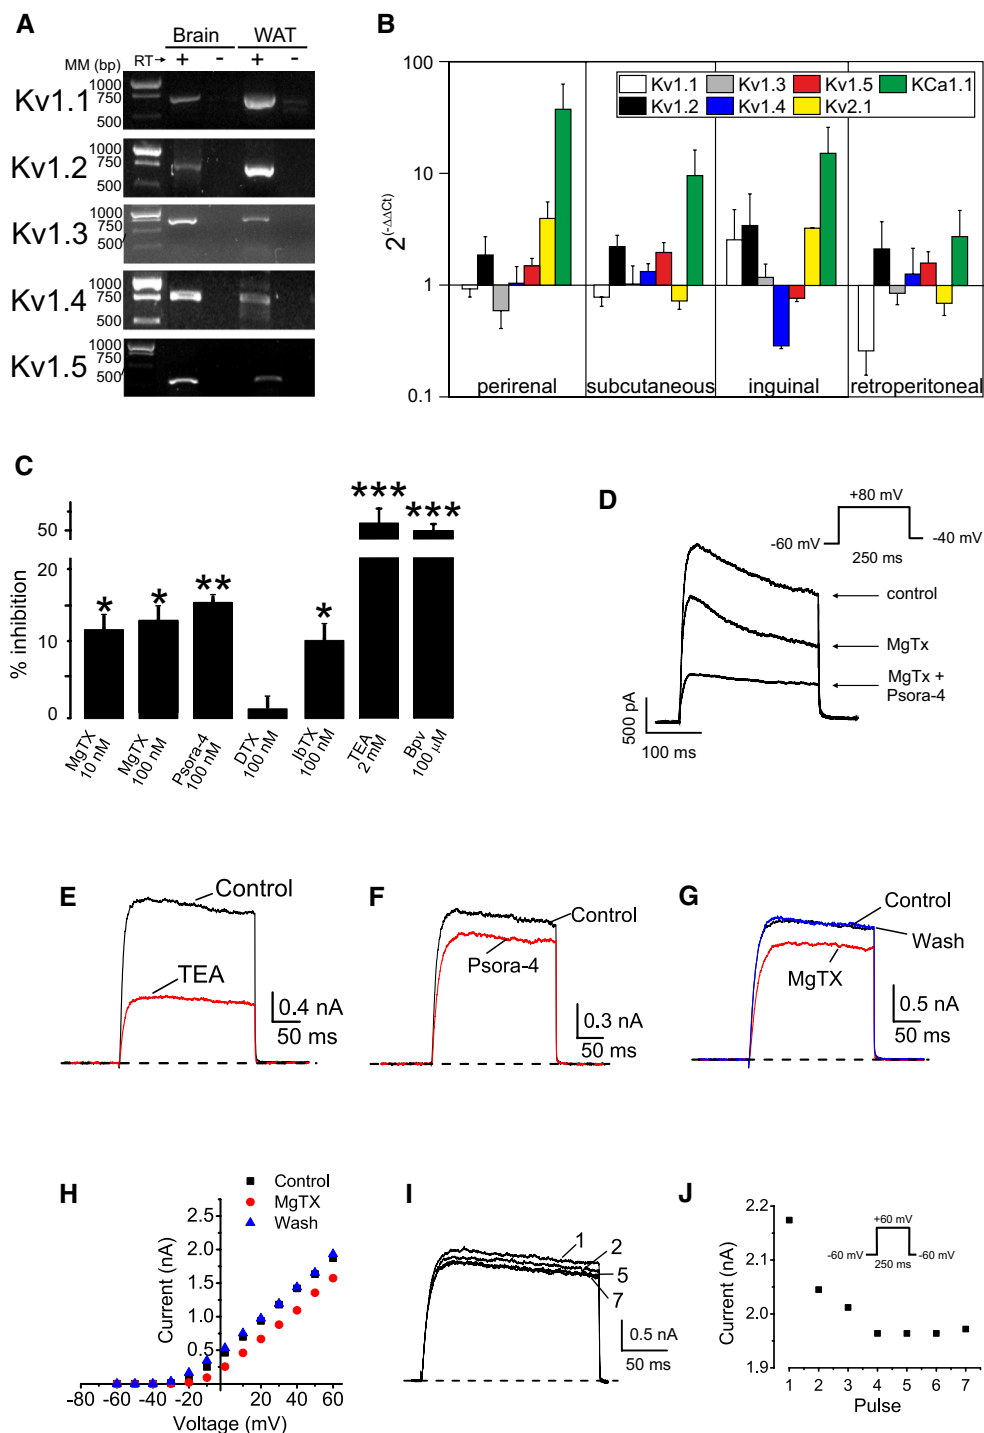 A
Brain WAT
MM (bp) RT→ + - + -
Kv1.1
1000
750
500
Kv1.2
1000
750
500
Kv1.3
1000
750
500
Kv1.4
1000
750
500
Kv1.5
1000
750
500
B
2(-ΔΔCt)
100
10
1
0.1
Kv1.1 Kv1.3 Kv1.5 KCa1.1
Kv1.2 Kv1.4 Kv2.1
perirenal subcutaneous inguinal retroperitoneal
C
% inhibition
50
20
10
0
* * ** * *** ***
MgTX 10 nM
MgTX 100 nM
Psora-4 100 nM
DTX 100 nM
IbTX 100 nM
TEA 2 mM
Bpv 100 μM
D
+80 mV
-60 mV
-40 mV
250 ms
control
MgTx
MgTx +
Psora-4
500 pA
100 ms
E
Control
TEA
0.4 nA
50 ms
F
Control
Psora-4
0.3 nA
50 ms
G
Control
Wash
MgTX
0.5 nA
50 ms
H
Control
MgTX
Wash
Current (nA)
2.5
2.0
1.5
1.0
0.5
-80 -60 -40 -20 0 20 40 60
Voltage (mV)
I
1
2
5
7
0.5 nA
50 ms
J
Current (nA)
2.2
2.1
2.0
1.9
+60 mV
-60 mV -60 mV
250 ms
1 2 3 4 5 6 7
Pulse